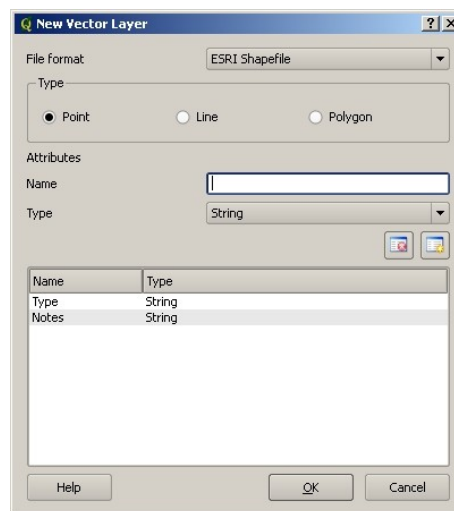 New Vector Layer
File format ESRI Shapefile
Type
Point Line Polygon
Attributes
Name
Type String
Name Type
Type String
Notes String
Help OK Cancel